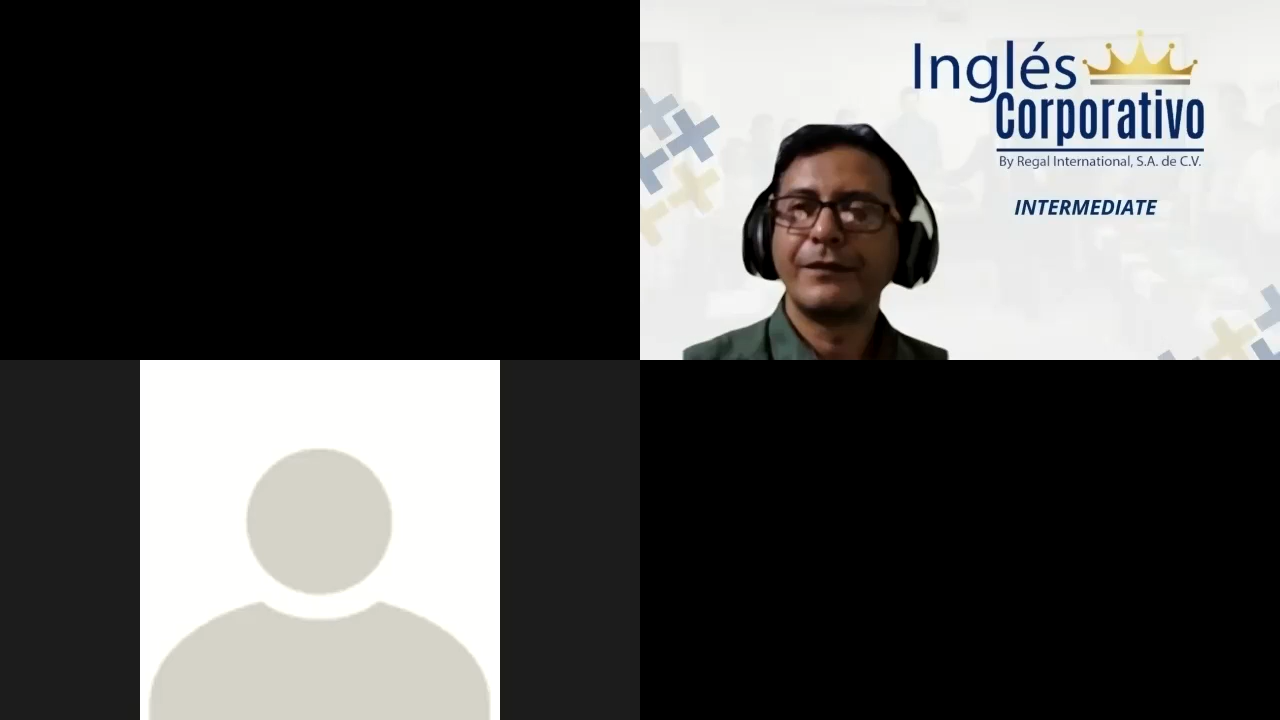 Inglés
Corporativo
By Regal International, S.A. de C.V.
INTERMEDIATE